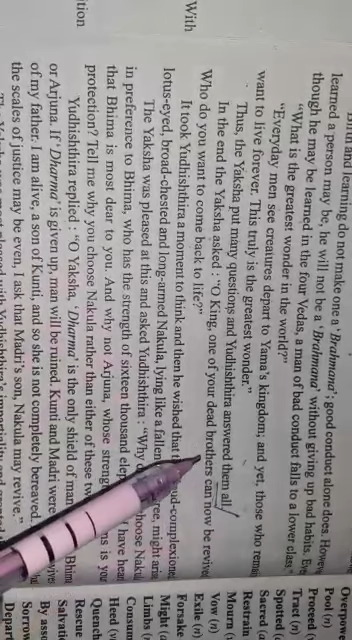 Birth and learning do not make one a 'Brahmana'; good conduct alone does. However
learned a person may be, he will not be a 'Brahmana' without giving up bad habits. Even
though he may be learned in the four Vedas, a man of bad conduct falls to a lower class."
"What is the greatest wonder in the world?"
"Everyday men see creatures depart to Yama's kingdom; and yet, those who remain
want to live forever. This truly is the greatest wonder."
Thus, the Yaksha put many questions and Yudhishthira answered them all.
In the end the Yaksha asked : "O King, one of your dead brothers can now be revived
Who do you want to come back to life?"
It took Yudhishthira a moment to think and then he wished that
lotus-eyed, broad-chested and long-armed Nakula, lying like a fallen tree, might
The Yaksha was pleased at this and asked Yudhishthira : "Why choose
in preference to Bhima, who has the strength of sixteen thousand have
that Bhima is most dear to you. And why not Arjuna, whose strength is your
protection? Tell me why you choose Nakula rather than either of these
Yudhishthira replied : "O Yaksha, 'Dharma' is the only shield of man
or Arjuna. If 'Dharma' is given up, man will be ruined. Kunti and Madri were
of my father. I am alive, a son of Kunti, and so she is not completely bereaved.
the scales of justice may be even, I ask that Madri's son, Nakula may revive."
With
tion
Overpower
Pool (n)
Proceed
Tract (n)
Spotted
Sacred
Restrain
Mourn
Vow (n)
Exile (n)
Forsake
Might (n)
Limbs (
Consum
Heed (
Quench
Rescue
Salvation
By asse
Sorrow
Depart